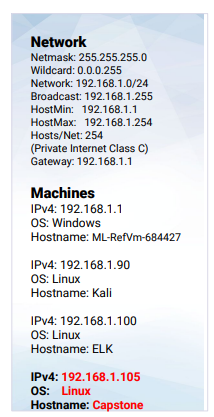 Network
Netmask: 255.255.255.0
Wildcard: 0.0.0.255
Network: 192.168.1.0/24
Broadcast: 192.168.1.255
HostMin: 192.168.1.1
HostMax: 192.168.1.254
Hosts/Net: 254
(Private Internet Class C)
Gateway: 192.168.1.1
Machines
IPv4: 192.168.1.1
OS: Windows
Hostname: ML-RefVm-684427
IPv4: 192.168.1.90
OS: Linux
Hostname: Kali
IPv4: 192.168.1.100
OS: Linux
Hostname: ELK
IPv4: 192.168.1.105
OS: Linux
Hostname: Capstone